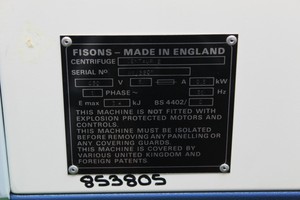 FISONS - MADE IN ENGLAND
CENTRIFUGE
SERIAL NO
V A kW
PHASE Hz
E max kJ BS 4402/
THIS MACHINE IS NOT FITTED WITH
EXPLOSION PROTECTED MOTORS AND
CONTROLS.
THIS MACHINE MUST BE ISOLATED
BEFORE REMOVING ANY PANELLING OR
ANY COVERING GUARDS.
THIS MACHINE IS COVERED BY
VARIOUS UNITED KINGDOM AND
FOREIGN PATENTS.
853805